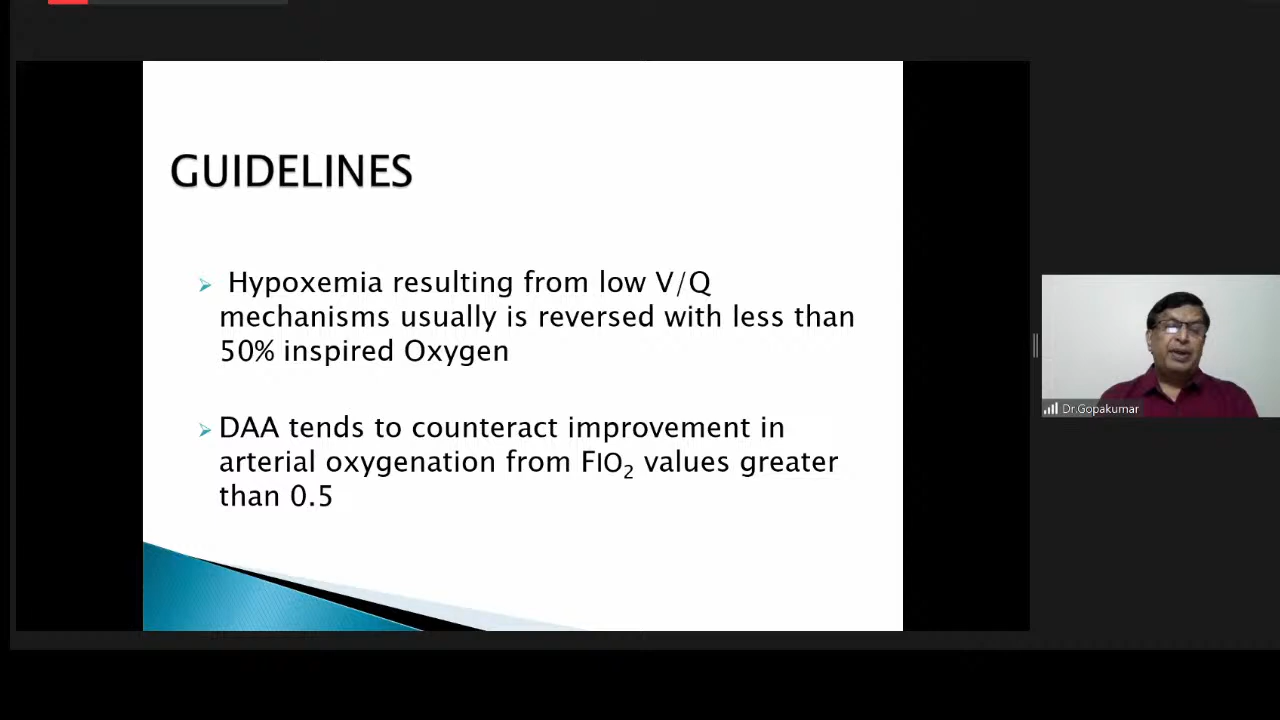 GUIDELINES
Hypoxemia resulting from low V/Q
mechanisms usually is reversed with less than
50% inspired Oxygen
DAA tends to counteract improvement in
arterial oxygenation from FIO₂ values greater
than 0.5
Dr.Gopakumar